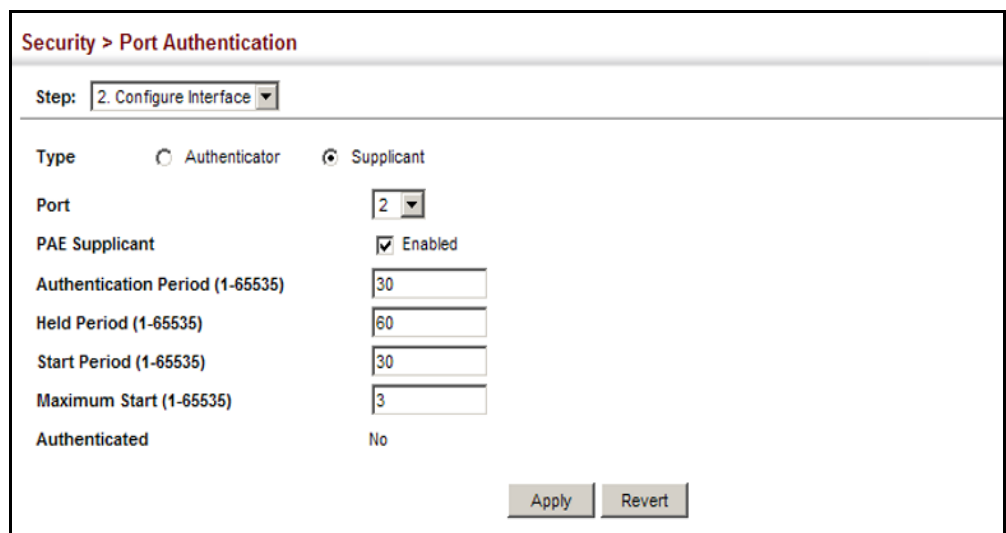 Security > Port Authentication
Step: 2. Configure Interface
Type Authenticator Supplicant
Port 2
PAE Supplicant Enabled
Authentication Period (1-65535) 30
Held Period (1-65535) 60
Start Period (1-65535) 30
Maximum Start (1-65535) 3
Authenticated No
Apply Revert